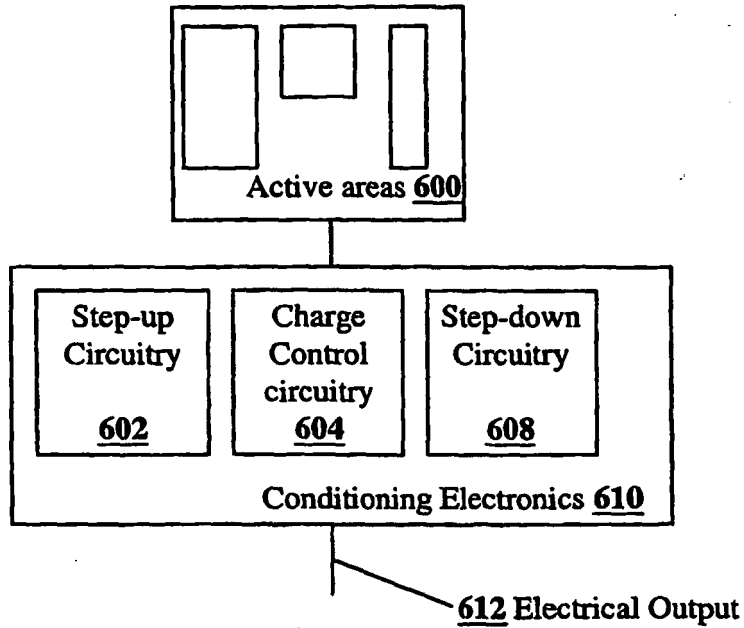 Active areas 600
Step-up
Circuitry
602
Charge
Control
circuitry
604
Step-down
Circuitry
608
Conditioning Electronics 610
612 Electrical Output